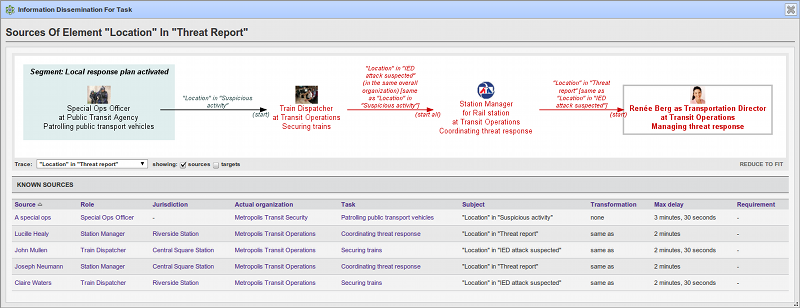 Information Dissemination For Task
Sources Of Element "Location" In "Threat Report"
Segment: Local response plan activated
Special Ops Officer
at Public Transit Agency
Patrolling public transport vehicles
"Location" in "Suspicious
activity"
(start)
Train Dispatcher
at Transit Operations
Securing trains
"Location" in "IED
attack suspected"
(in the same overall
organization) [same
as "Location" in
"Suspicious activity"]
(start all)
Station Manager
for Rail station
at Transit Operations
Coordinating threat response
"Location" in "Threat
report" [same as
"Location" in "IED
attack suspected"]
(start)
Renée Berg as Transportation Director
at Transit Operations
Managing threat response
Trace: "Location" in "Threat report" showing: sources targets REDUCE TO FIT
KNOWN SOURCES
Source Role Jurisdiction Actual organization Task Subject Transformation Max delay Requirement
A special ops Special Ops Officer - Metropolis Transit Security Patrolling public transport vehicles "Location" in "Suspicious activity" none 3 minutes, 30 seconds -
Lucille Healy Station Manager Riverside Station Metropolis Transit Operations Coordinating threat response "Location" in "Threat report" same as 2 minutes -
John Mullen Train Dispatcher Central Square Station Metropolis Transit Operations Securing trains "Location" in "IED attack suspected" same as 2 minutes, 30 seconds -
Joseph Neumann Station Manager Central Square Station Metropolis Transit Operations Coordinating threat response "Location" in "Threat report" same as 2 minutes -
Claire Waters Train Dispatcher Riverside Station Metropolis Transit Operations Securing trains "Location" in "IED attack suspected" same as 2 minutes, 30 seconds -